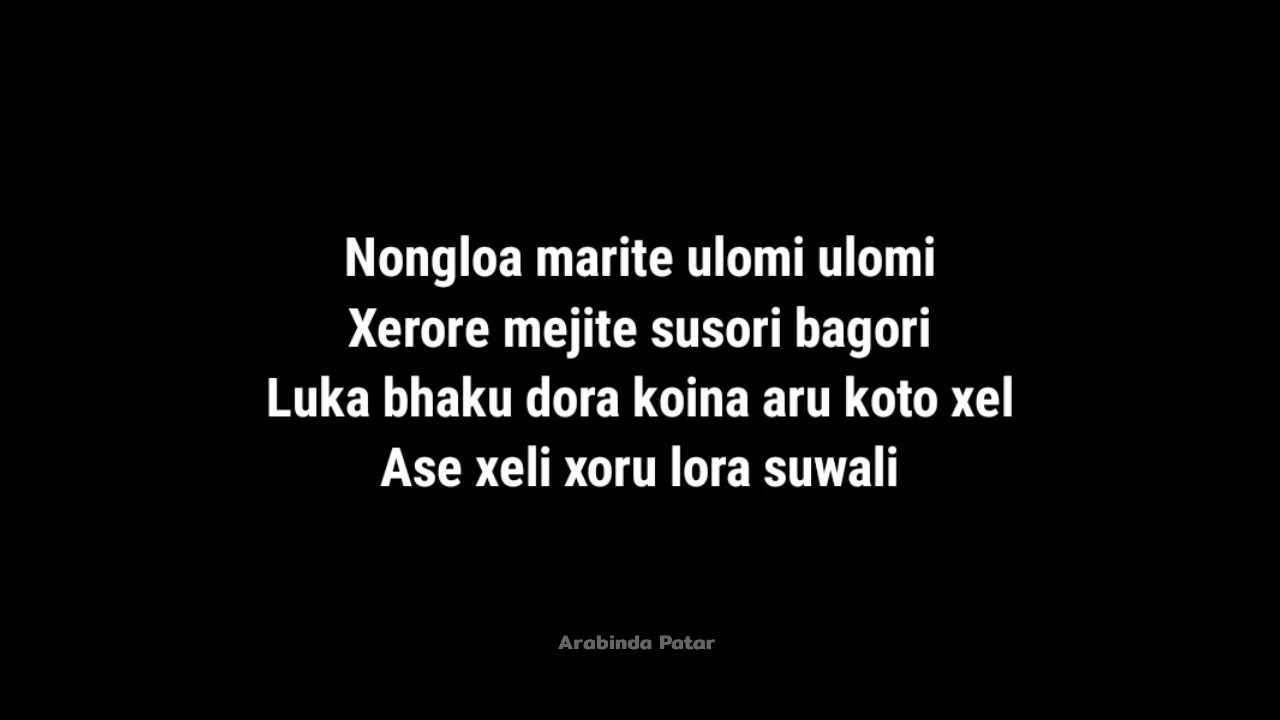 Nongloa marite ulomi ulomi
Xerore mejite susori bagori
Luka bhaku dora koina aru koto xel
Ase xeli xoru lora suwali
Arabinda Patar